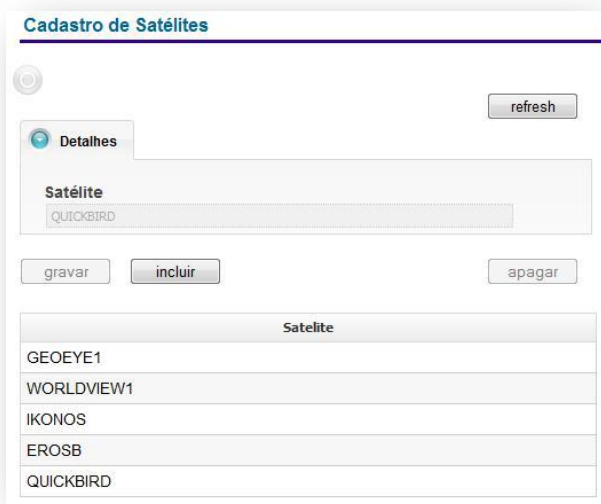 Cadastro de Satélites
refresh
Detalhes
Satélite
QUICKBIRD
gravar incluir apagar
Satelite
GEOEYE1
WORLDVIEW1
IKONOS
EROSB
QUICKBIRD